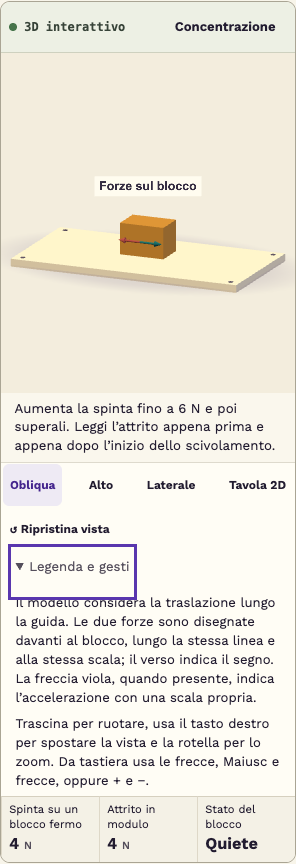 3D interattivo
Concentrazione
Forze sul blocco
Aumenta la spinta fino a 6 N e poi
superali. Leggi l’attrito appena prima e
appena dopo l’inizio dello scivolamento.
Obliqua
Alto
Laterale
Tavola 2D
↺ Ripristina vista
▼ Legenda e gesti
Il modello considera la traslazione lungo
la guida. Le due forze sono disegnate
davanti al blocco, lungo la stessa linea e
alla stessa scala; il verso indica il segno.
La freccia viola, quando presente, indica
l’accelerazione con una scala propria.
Trascina per ruotare, usa il tasto destro
per spostare la vista e la rotella per lo
zoom. Da tastiera usa le frecce, Maiusc e
frecce, oppure + e −.
Spinta su un
blocco fermo
4 N
Attrito in
modulo
4 N
Stato del
blocco
Quiete